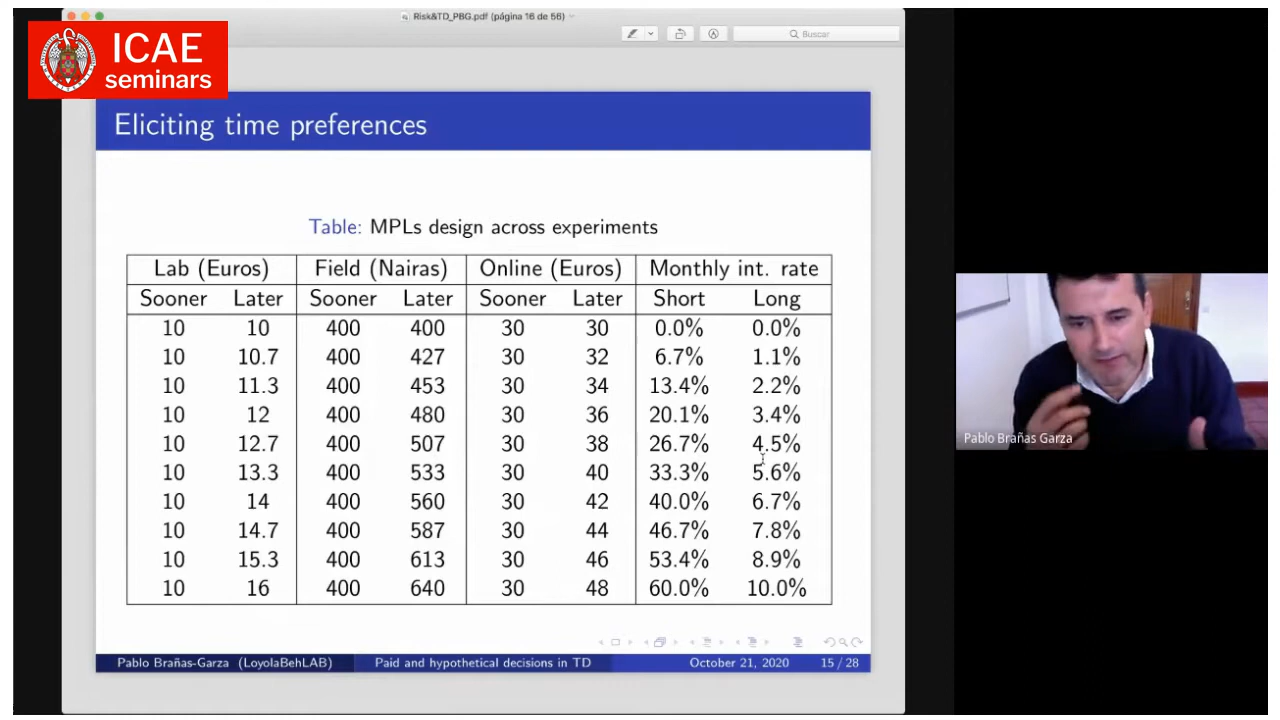 Risk&TD_PBG.pdf (página 16 de 56)
Buscar
ICAE
seminars
Eliciting time preferences
Table: MPLs design across experiments
Lab (Euros) Field (Nairas) Online (Euros) Monthly int. rate
Sooner Later Sooner Later Sooner Later Short Long
10 10 400 400 30 30 0.0% 0.0%
10 10.7 400 427 30 32 6.7% 1.1%
10 11.3 400 453 30 34 13.4% 2.2%
10 12 400 480 30 36 20.1% 3.4%
10 12.7 400 507 30 38 26.7% 4.5%
10 13.3 400 533 30 40 33.3% 5.6%
10 14 400 560 30 42 40.0% 6.7%
10 14.7 400 587 30 44 46.7% 7.8%
10 15.3 400 613 30 46 53.4% 8.9%
10 16 400 640 30 48 60.0% 10.0%
Pablo Brañas-Garza (LoyolaBehLAB) Paid and hypothetical decisions in TD October 21, 2020 15 / 28
Pablo Brañas Garza